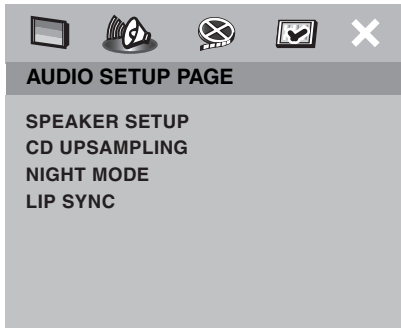 AUDIO SETUP PAGE
SPEAKER SETUP
CD UPSAMPLING
NIGHT MODE
LIP SYNC